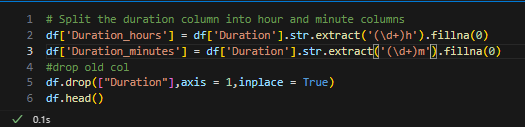 1 # Split the duration column into hour and minute columns
2 df['Duration_hours'] = df['Duration'].str.extract('(\d+)h').fillna(0)
3 df['Duration_minutes'] = df['Duration'].str.extract('(\d+)m').fillna(0)
4 #drop old col
5 df.drop(["Duration"],axis = 1,inplace = True)
6 df.head()
✓ 0.1s